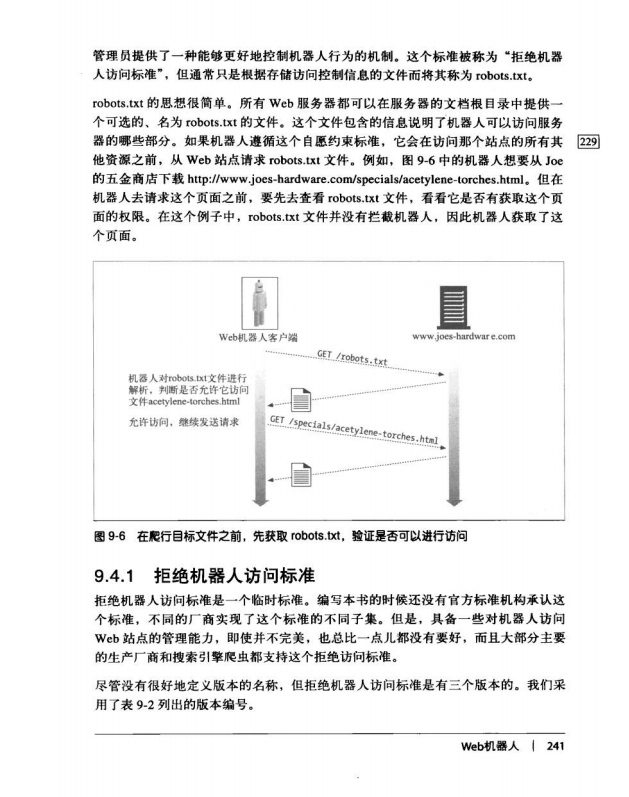 管理员提供了一种能够更好地控制机器人行为的机制。这个标准被称为“拒绝机器
人访问标准”，但通常只是根据存储访问控制信息的文件而将其称为 robots.txt。
robots.txt 的思想很简单。所有 Web 服务器都可以在服务器的文档根目录中提供一
个可选的、名为 robots.txt 的文件。这个文件包含的信息说明了机器人可以访问服务
器的哪些部分。如果机器人遵循这个自愿约束标准，它会在访问那个站点的所有其
229
他资源之前，从 Web 站点请求 robots.txt 文件。例如，图 9-6 中的机器人想要从 Joe
的五金商店下载 http://www.joes-hardware.com/specials/acetylene-torches.html。但在
机器人去请求这个页面之前，要先去查看 robots.txt 文件，看看它是否有获取这个页
面的权限。在这个例子中，robots.txt 文件并没有拦截机器人，因此机器人获取了这
个页面。
Web机器人客户端
www.joes-hardware.com
GET /robots.txt
机器人对robots.txt文件进行
解析，判断是否允许它访问
文件acetylene-torches.html
允许访问，继续发送请求
GET /specials/acetylene-torches.html
图 9-6 在爬行目标文件之前，先获取 robots.txt，验证是否可以进行访问
9.4.1 拒绝机器人访问标准
拒绝机器人访问标准是一个临时标准。编写本书的时候还没有官方标准机构承认这
个标准，不同的厂商实现了这个标准的不同子集。但是，具备一些对机器人访问
Web 站点的管理能力，即使并不完美，也总比一点儿都没有要好，而且大部分主要
的生产厂商和搜索引擎爬虫都支持这个拒绝访问标准。
尽管没有很好地定义版本的名称，但拒绝机器人访问标准是有三个版本的。我们采
用了表 9-2 列出的版本编号。
Web机器人 | 241